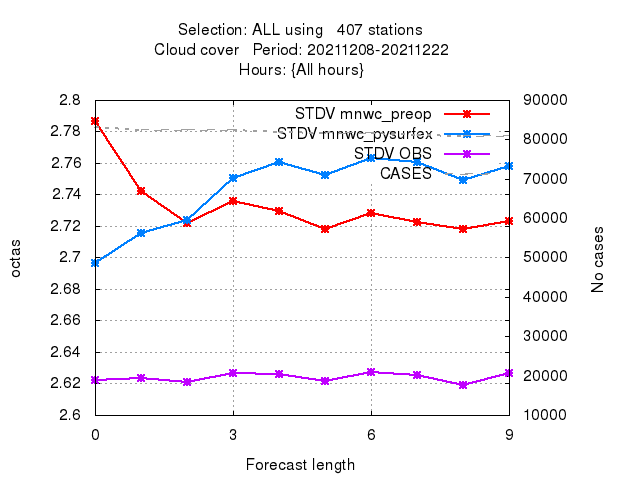 Selection: ALL using   407 stations
Cloud cover   Period: 20211208-20211222
Hours: {All hours}
2.8
2.78
2.76
2.74
2.72
2.7
2.68
2.66
2.64
2.62
2.6
octas
STDV mnwc_preop
STDV mnwc_pysurfex
STDV OBS
CASES
90000
80000
70000
60000
50000
40000
30000
20000
10000
No cases
0 3 6 9
Forecast length